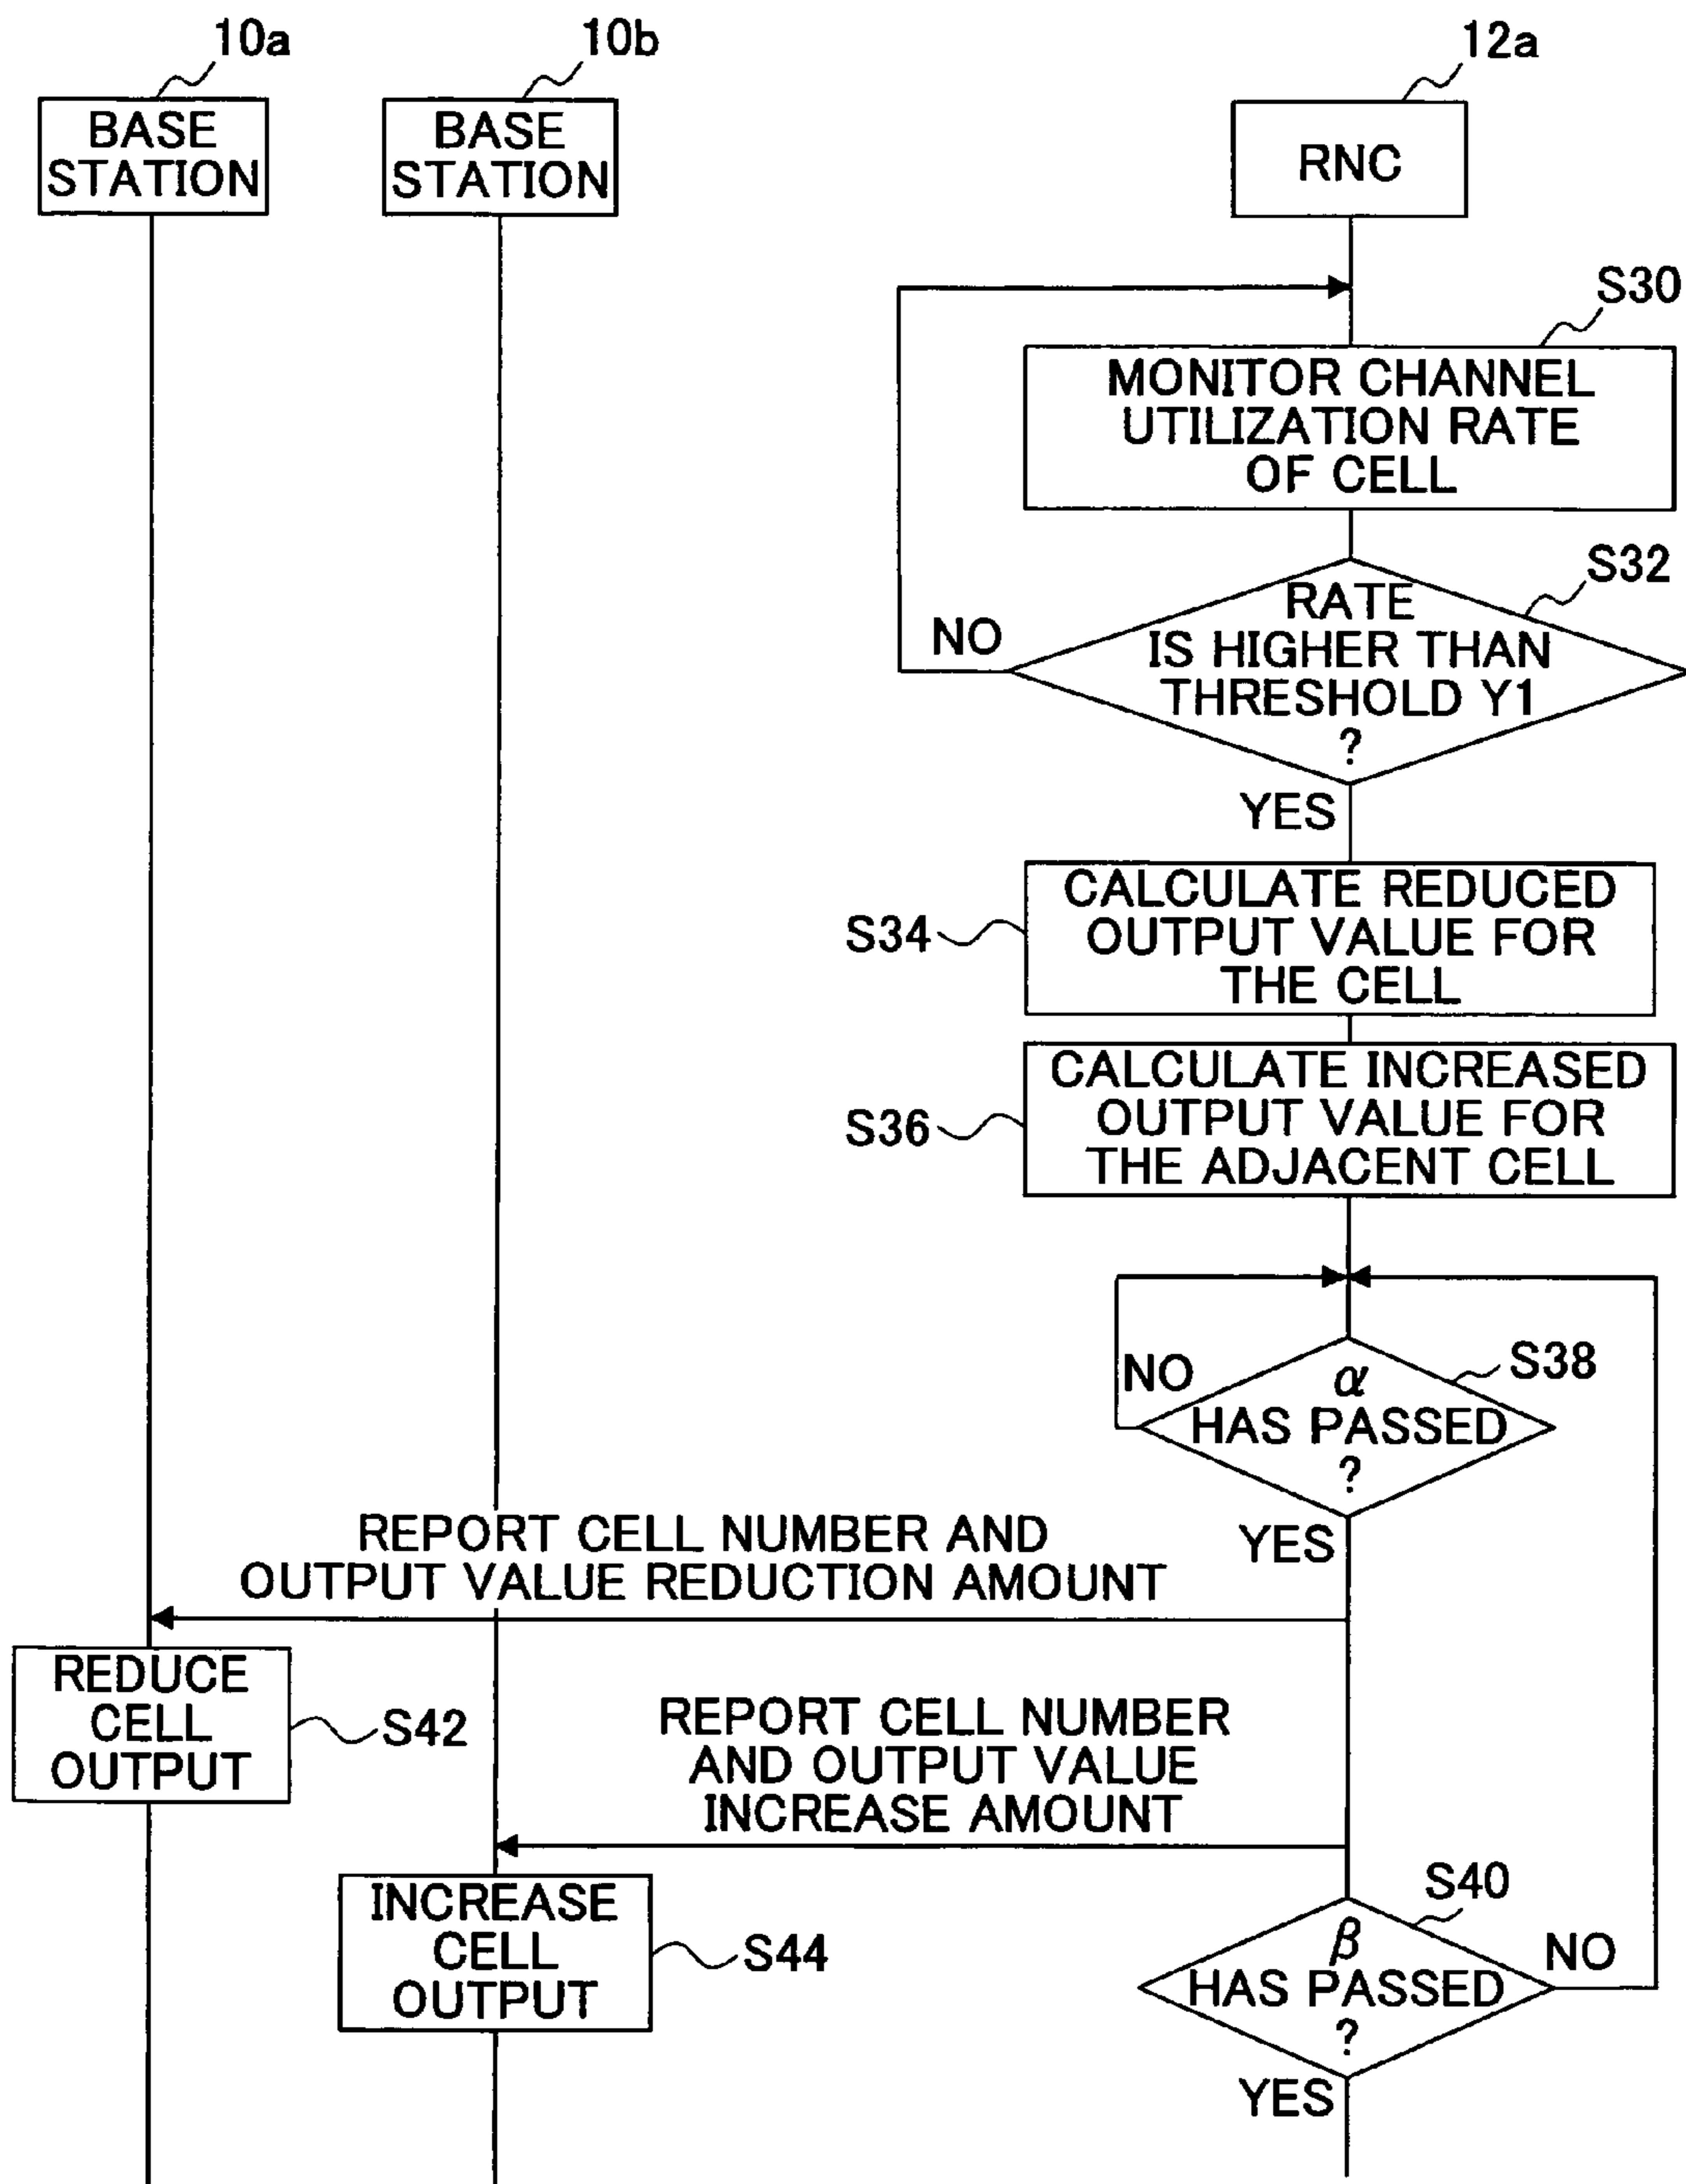 10a
10b
12a
BASE
STATION
BASE
STATION
RNC
S30
MONITOR CHANNEL
UTILIZATION RATE
OF CELL
S32
RATE
IS HIGHER THAN
THRESHOLD Y1
?
NO
YES
S34
CALCULATE REDUCED
OUTPUT VALUE FOR
THE CELL
S36
CALCULATE INCREASED
OUTPUT VALUE FOR
THE ADJACENT CELL
S38
NO
α
HAS PASSED
?
YES
REPORT CELL NUMBER AND
OUTPUT VALUE REDUCTION AMOUNT
REDUCE
CELL
OUTPUT
S42
REPORT CELL NUMBER
AND OUTPUT VALUE
INCREASE AMOUNT
INCREASE
CELL
OUTPUT
S44
S40
β
HAS PASSED
?
NO
YES